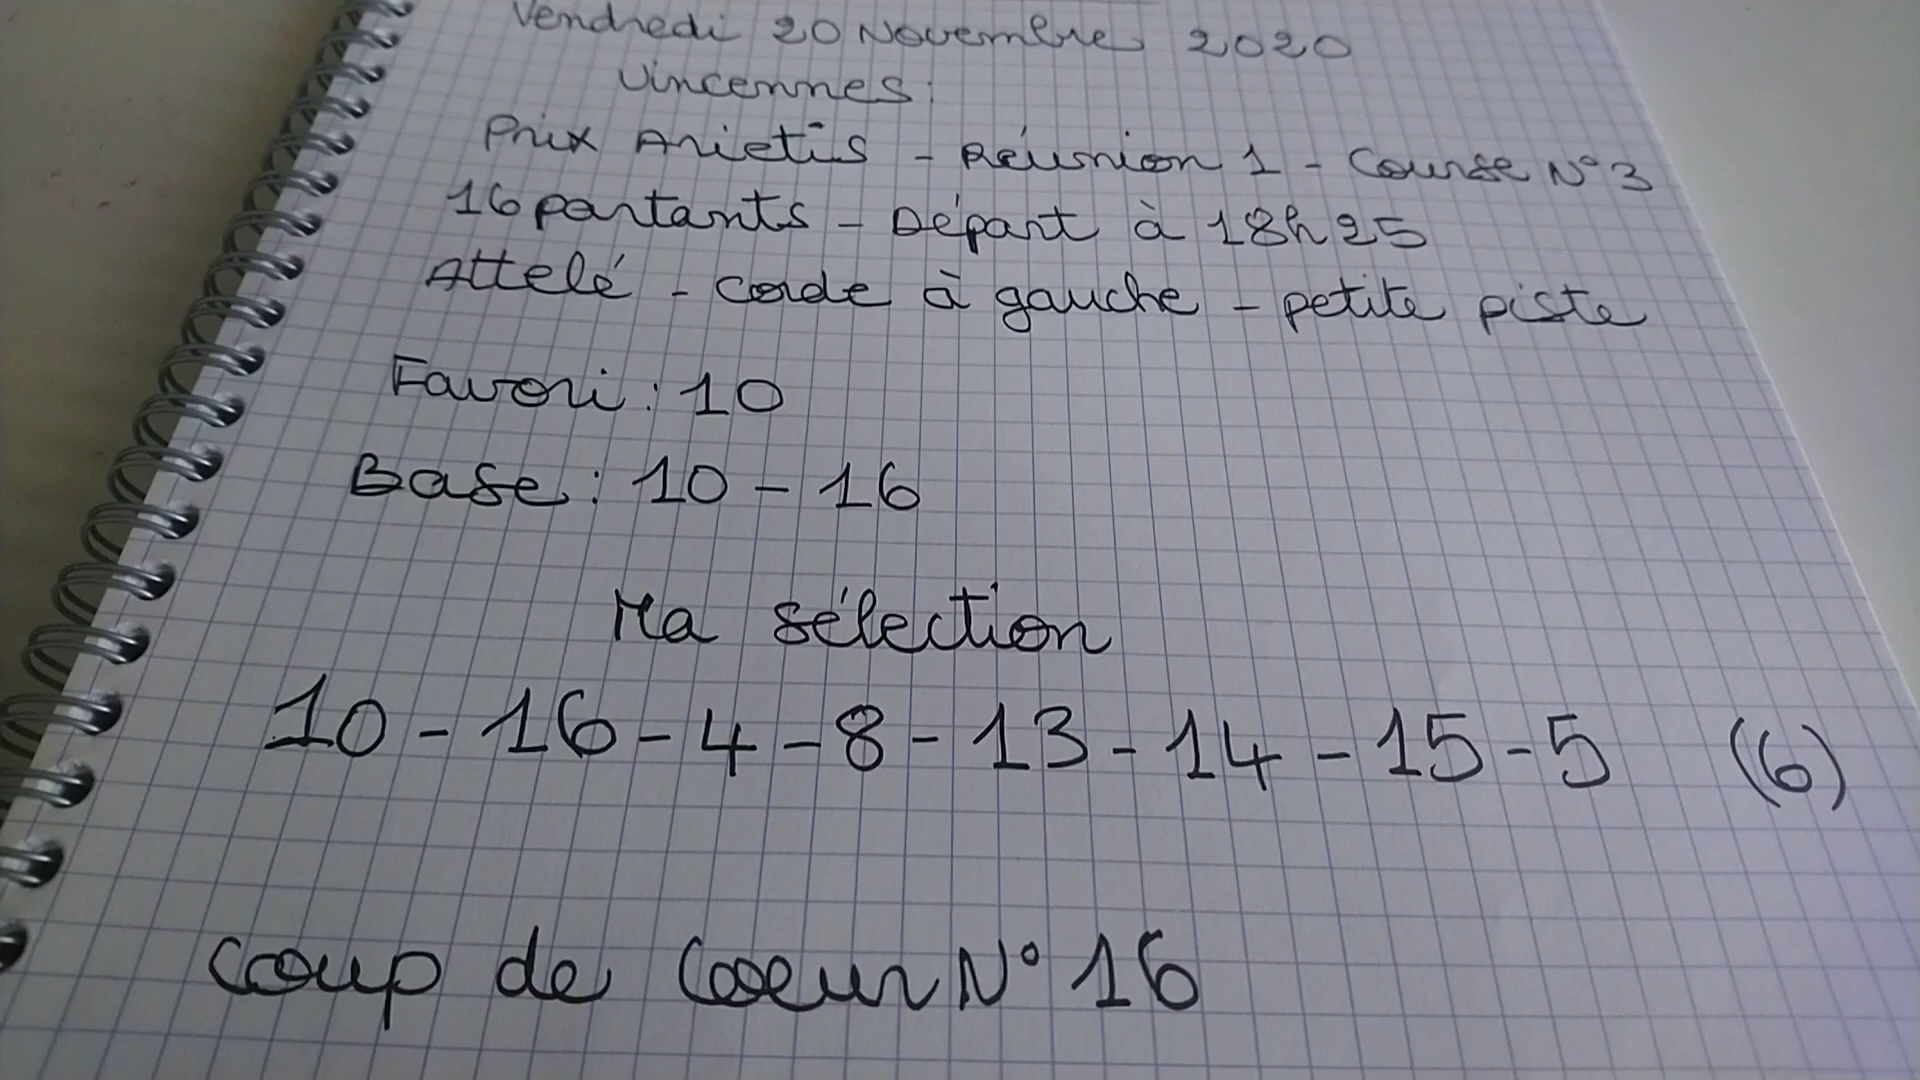 Vendredi 20 Novembre 2020
Vincennes :
Prix Arietis - Réunion 1 - Course N° 3
16 partants - Départ à 18h25
Attelé - corde à gauche - petite piste
Favori : 10
Base : 10 - 16
Ma sélection
10 - 16 - 4 - 8 - 13 - 14 - 15 - 5 (6)
Coup de Coeur N° 16